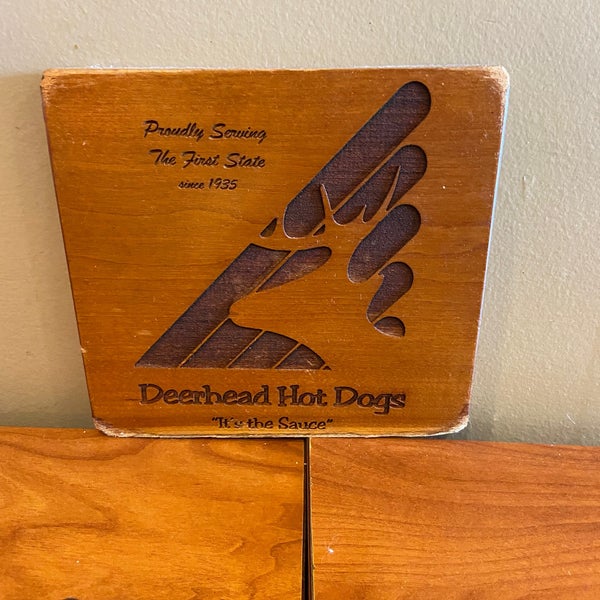 Proudly Serving
The First State
since 1935
Deerhead Hot Dogs
"It's the Sauce"